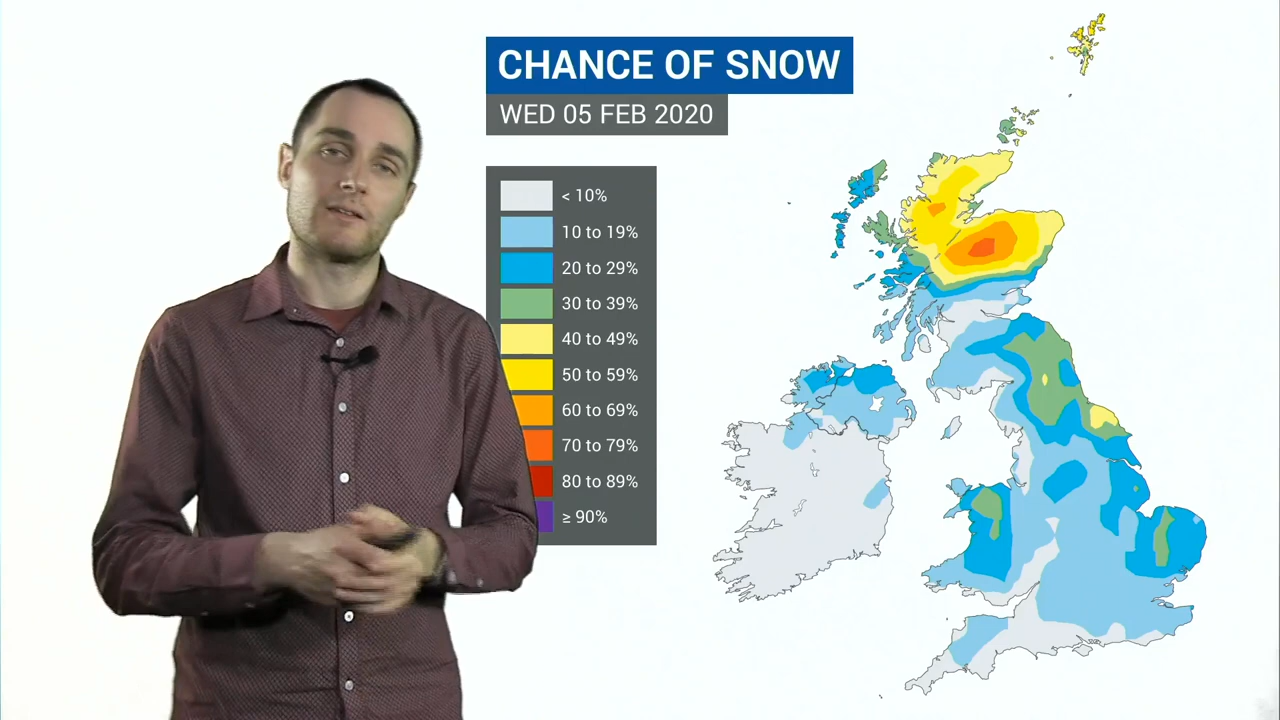 CHANCE OF SNOW
WED 05 FEB 2020
< 10%
10 to 19%
20 to 29%
30 to 39%
40 to 49%
50 to 59%
60 to 69%
70 to 79%
80 to 89%
≥ 90%